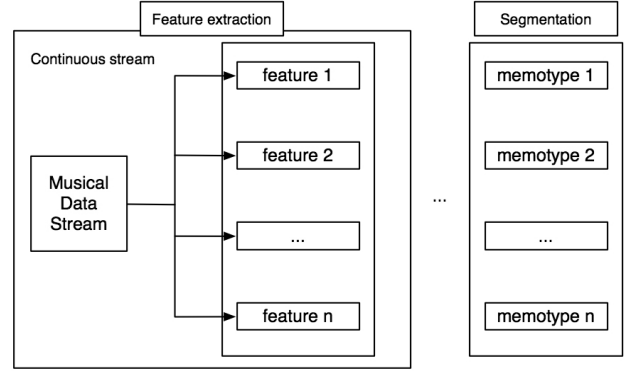 Feature extraction
Segmentation
Continuous stream
feature 1
memotype 1
Musical
Data
Stream
feature 2
memotype 2
...
...
...
feature n
memotype n